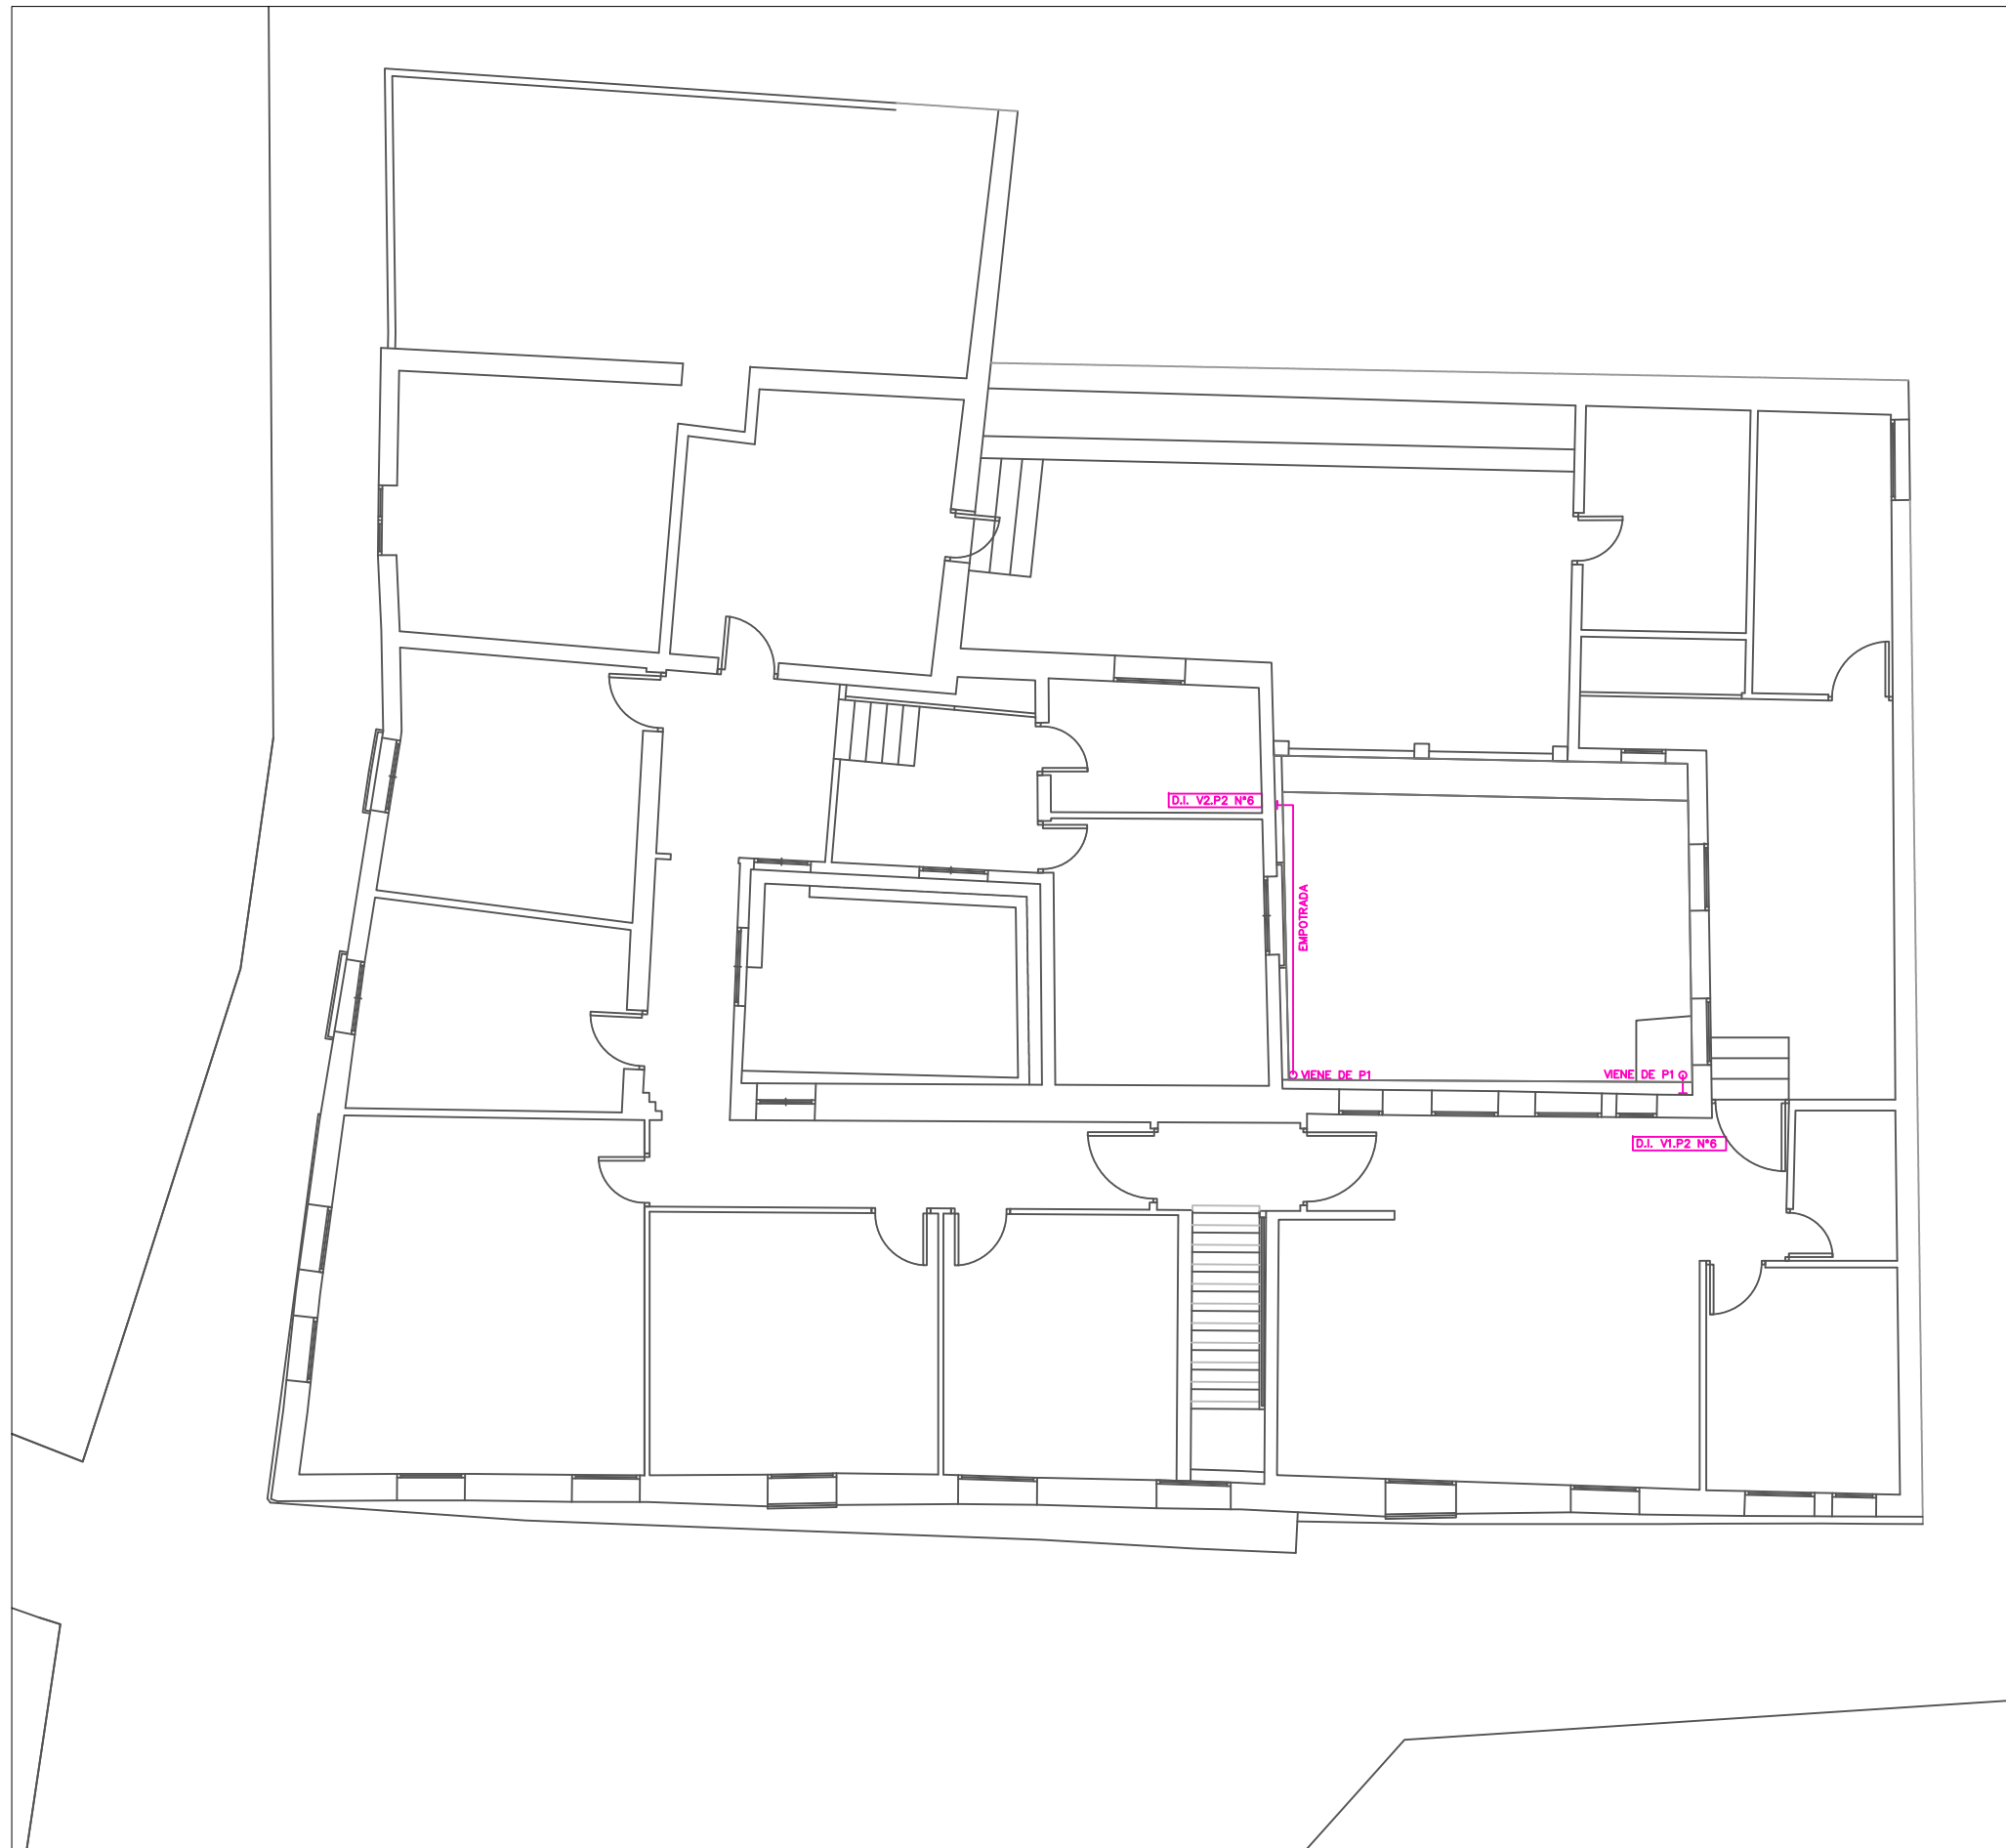 D.I. V2.P2 Nº6
EMPOTRADA
VIENE DE P1
VIENE DE P1
D.I. V1.P2 Nº6